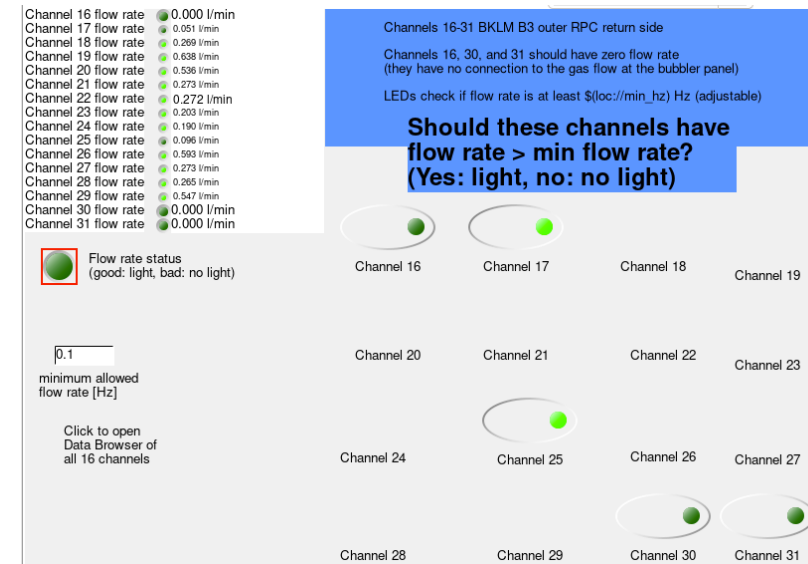 Channel 16 flow rate 0.000 l/min
Channel 17 flow rate 0.051 l/min
Channel 18 flow rate 0.269 l/min
Channel 19 flow rate 0.638 l/min
Channel 20 flow rate 0.536 l/min
Channel 21 flow rate 0.273 l/min
Channel 22 flow rate 0.272 l/min
Channel 23 flow rate 0.203 l/min
Channel 24 flow rate 0.190 l/min
Channel 25 flow rate 0.096 l/min
Channel 26 flow rate 0.593 l/min
Channel 27 flow rate 0.273 l/min
Channel 28 flow rate 0.265 l/min
Channel 29 flow rate 0.547 l/min
Channel 30 flow rate 0.000 l/min
Channel 31 flow rate 0.000 l/min
Flow rate status
(good: light, bad: no light)
0.1
minimum allowed
flow rate [Hz]
Click to open
Data Browser of
all 16 channels
Channels 16-31 BKLM B3 outer RPC return side
Channels 16, 30, and 31 should have zero flow rate
(they have no connection to the gas flow at the bubbler panel)
LEDs check if flow rate is at least $(loc://min_hz) Hz (adjustable)
Should these channels have
flow rate > min flow rate?
(Yes: light, no: no light)
Channel 16 Channel 17 Channel 18 Channel 19
Channel 20 Channel 21 Channel 22 Channel 23
Channel 24 Channel 25 Channel 26 Channel 27
Channel 28 Channel 29 Channel 30 Channel 31